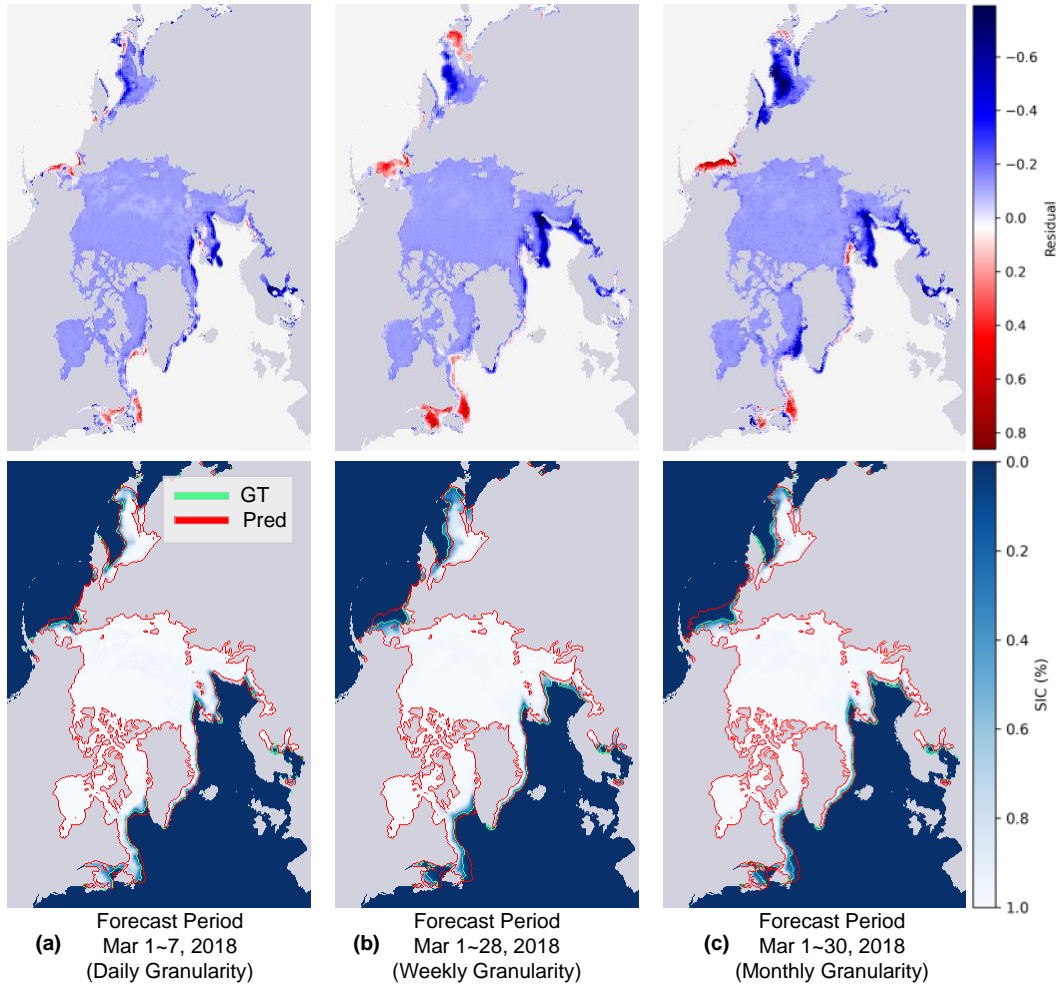 −0.6
−0.4
−0.2
0.0
0.2
0.4
0.6
0.8
Residual
GT
Pred
0.0
0.2
0.4
0.6
0.8
1.0
SIC (%)
(a) Forecast Period
Mar 1~7, 2018
(Daily Granularity)
(b) Forecast Period
Mar 1~28, 2018
(Weekly Granularity)
(c) Forecast Period
Mar 1~30, 2018
(Monthly Granularity)